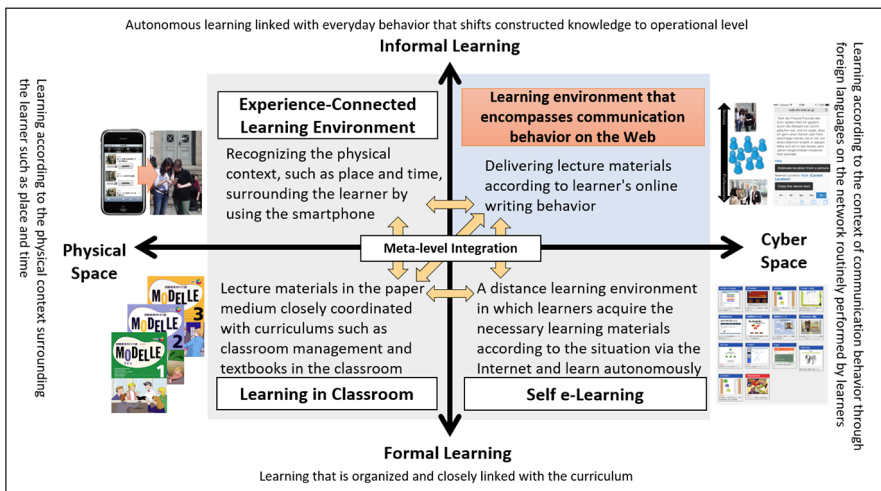 Autonomous learning linked with everyday behavior that shifts constructed knowledge to operational level
Informal Learning
Learning according to the physical context surrounding
the learner such as place and time
Experience-Connected
Learning Environment
Recognizing the physical
context, such as place and time,
surrounding the learner by
using the smartphone
Learning environment that
encompasses communication
behavior on the Web
Delivering lecture materials
according to learner's online
writing behavior
Learning according to the context of communication behavior through
foreign languages on the network routinely performed by learners
Estimate location from a picture
Copy the above text
Physical
Space
Meta-level Integration
Cyber
Space
MODELLE
3
MODELLE
2
MODELLE
1
Lecture materials in the paper
medium closely coordinated
with curriculums such as
classroom management and
textbooks in the classroom
Learning in Classroom
A distance learning environment
in which learners acquire the
necessary learning materials
according to the situation via the
Internet and learn autonomously
Self e-Learning
Formal Learning
Learning that is organized and closely linked with the curriculum